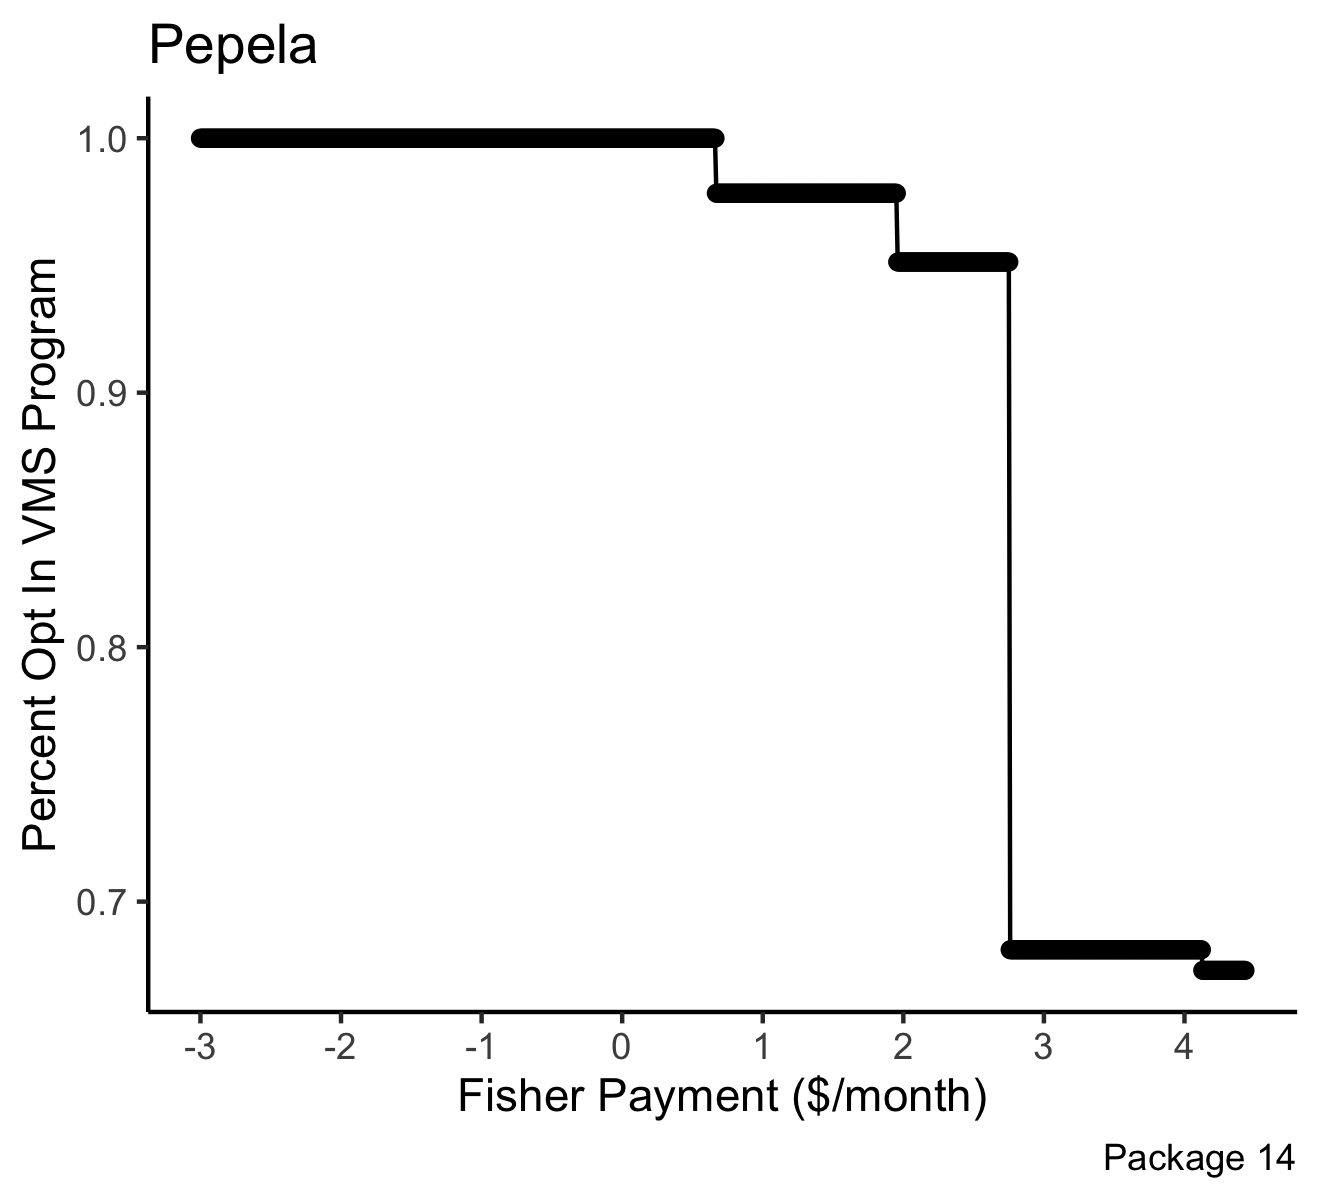 Pepela
Percent Opt In VMS Program
1.0
0.9
0.8
0.7
-3 -2 -1 0 1 2 3 4
Fisher Payment ($/month)
Package 14